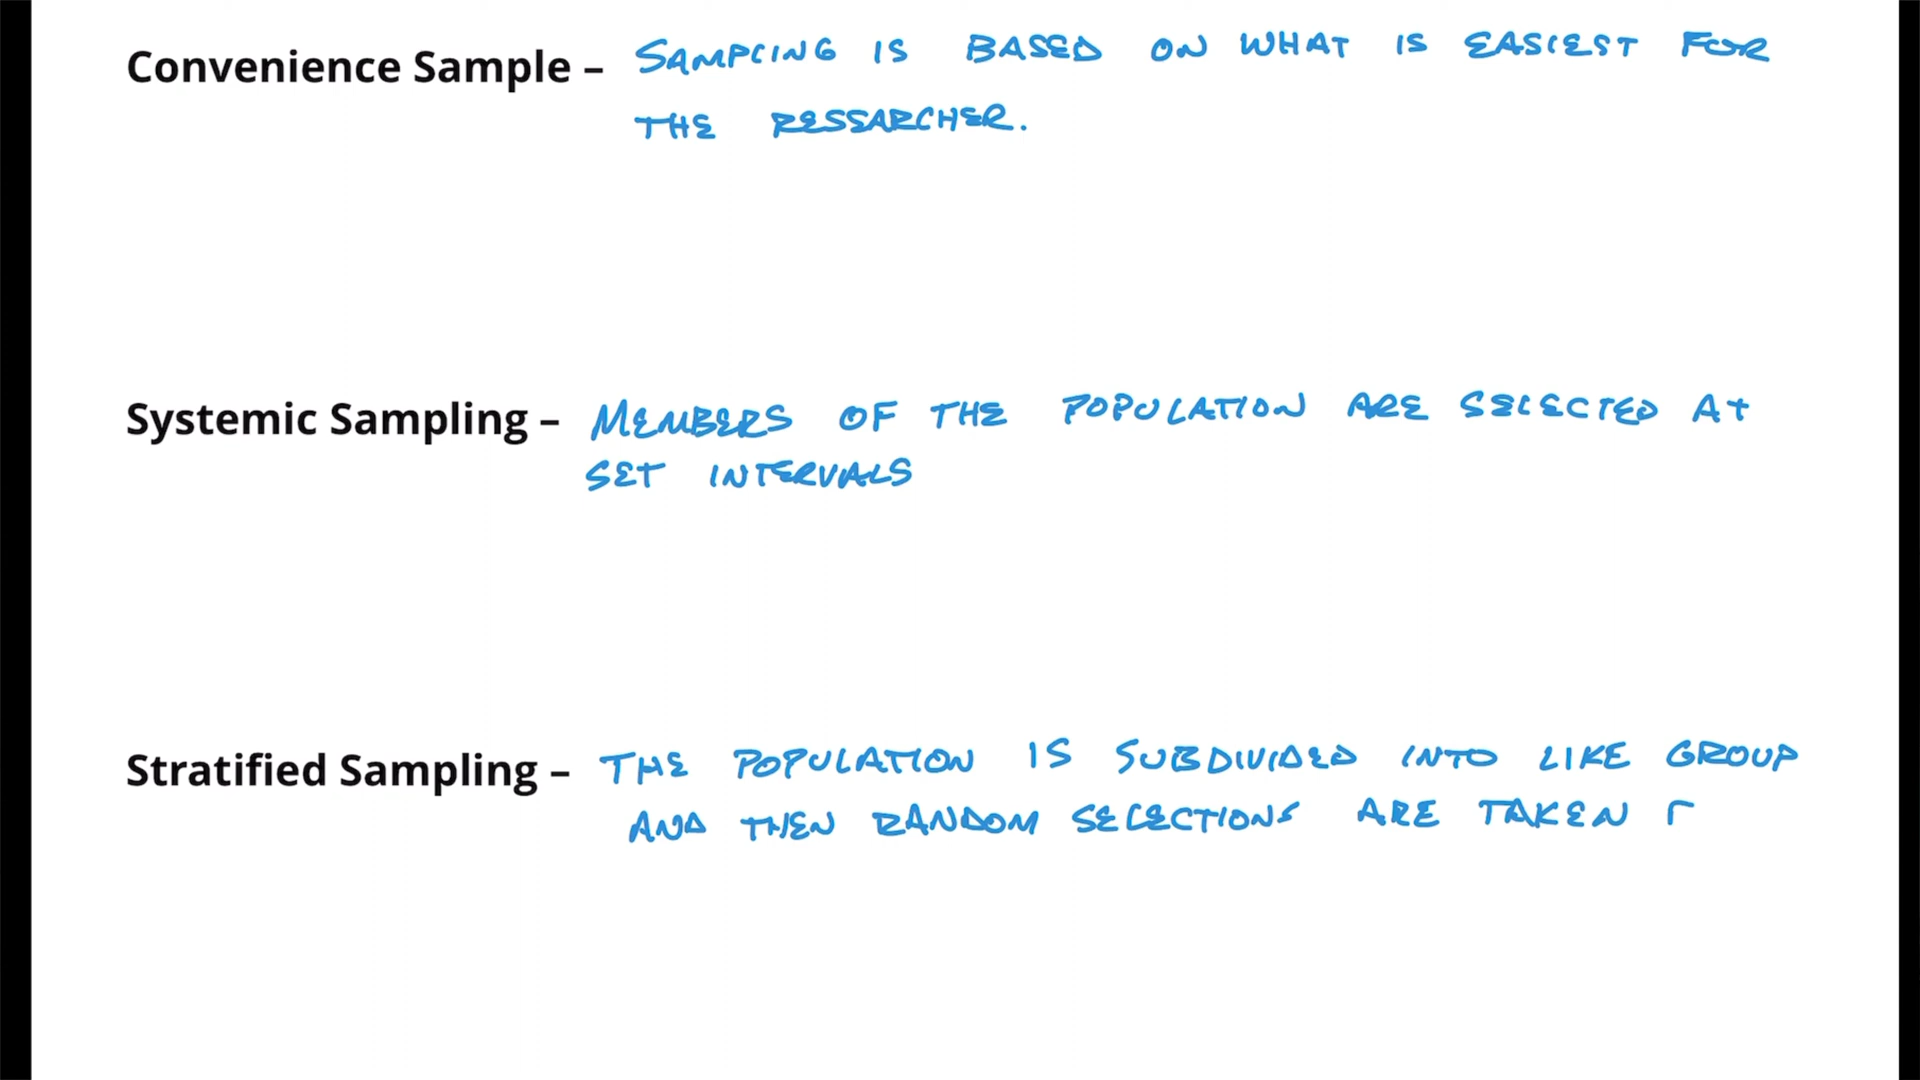 Convenience Sample – SAMPLING IS BASED ON WHAT IS EASIEST FOR
THE RESEARCHER.
Systemic Sampling – MEMBERS OF THE POPULATION ARE SELECTED AT
SET INTERVALS
Stratified Sampling – THE POPULATION IS SUBDIVIDED INTO LIKE GROUP
AND THEN RANDOM SELECTIONS ARE TAKEN